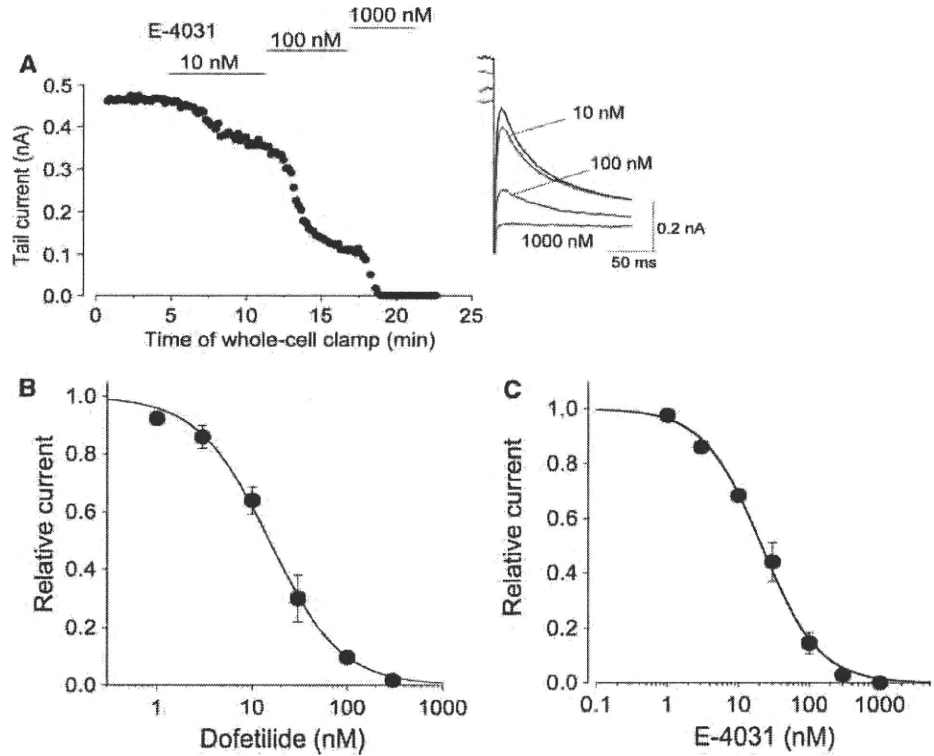 1000 nM
E-4031
100 nM
A
10 nM
0.5
0.4
0.3
0.2
0.1
0.0
Tail current (nA)
0 5 10 15 20 25
Time of whole-cell clamp (min)
10 nM
100 nM
1000 nM
0.2 nA
50 ms
B
1.0
0.8
0.6
0.4
0.2
0.0
Relative current
1 10 100 1000
Dofetilide (nM)
C
1.0
0.8
0.6
0.4
0.2
0.0
Relative current
0.1 1 10 100 1000
E-4031 (nM)